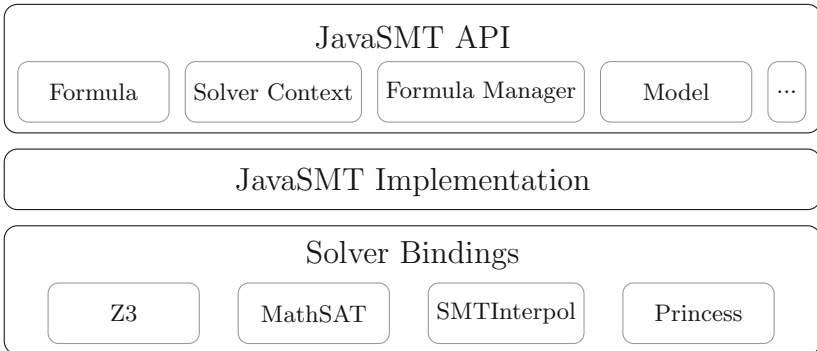 JavaSMT API
Formula Solver Context Formula Manager Model ...
JavaSMT Implementation
Solver Bindings
Z3 MathSAT SMTInterpol Princess